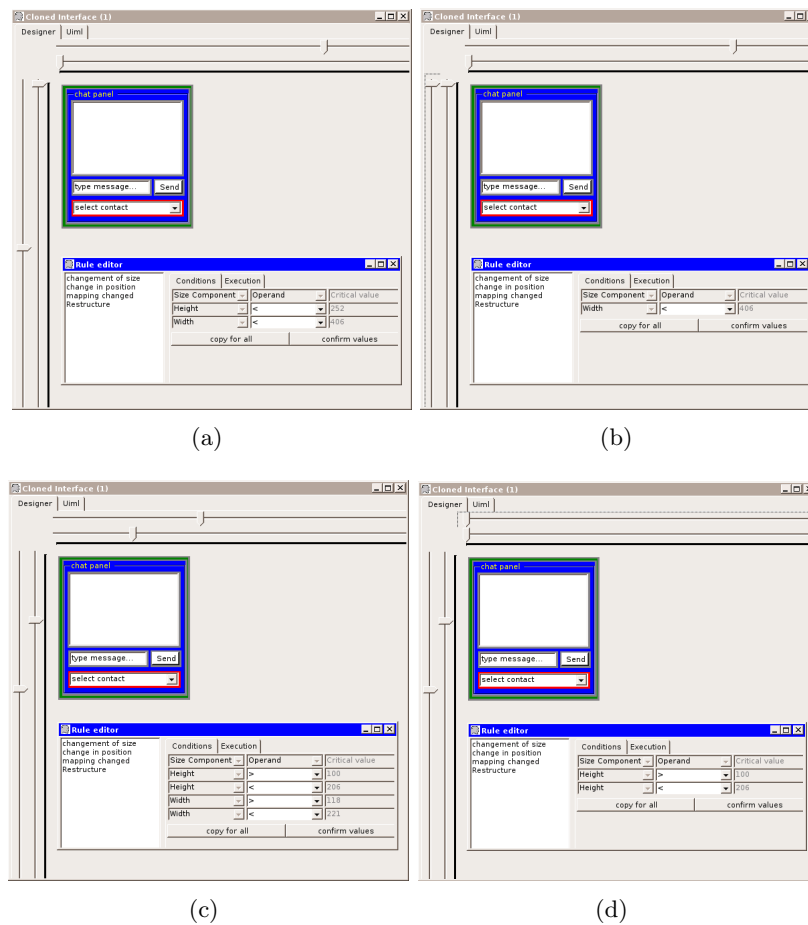 Cloned Interface (1)
Designer Uiml
chat panel
type message... Send
select contact
Rule editor
changement of size
change in position
mapping changed
Restructure
Conditions Execution
Size Component Operand Critical value
Height < 252
Width < 406
copy for all confirm values
(a)
Cloned Interface (1)
Designer Uiml
chat panel
type message... Send
select contact
Rule editor
changement of size
change in position
mapping changed
Restructure
Conditions Execution
Size Component Operand Critical value
Width < 406
copy for all confirm values
(b)
Cloned Interface (1)
Designer Uiml
chat panel
type message... Send
select contact
Rule editor
changement of size
change in position
mapping changed
Restructure
Conditions Execution
Size Component Operand Critical value
Height > 100
Height < 206
Width > 118
Width < 221
copy for all confirm values
(c)
Cloned Interface (1)
Designer Uiml
chat panel
type message... Send
select contact
Rule editor
changement of size
change in position
mapping changed
Restructure
Conditions Execution
Size Component Operand Critical value
Height > 100
Height < 206
copy for all confirm values
(d)